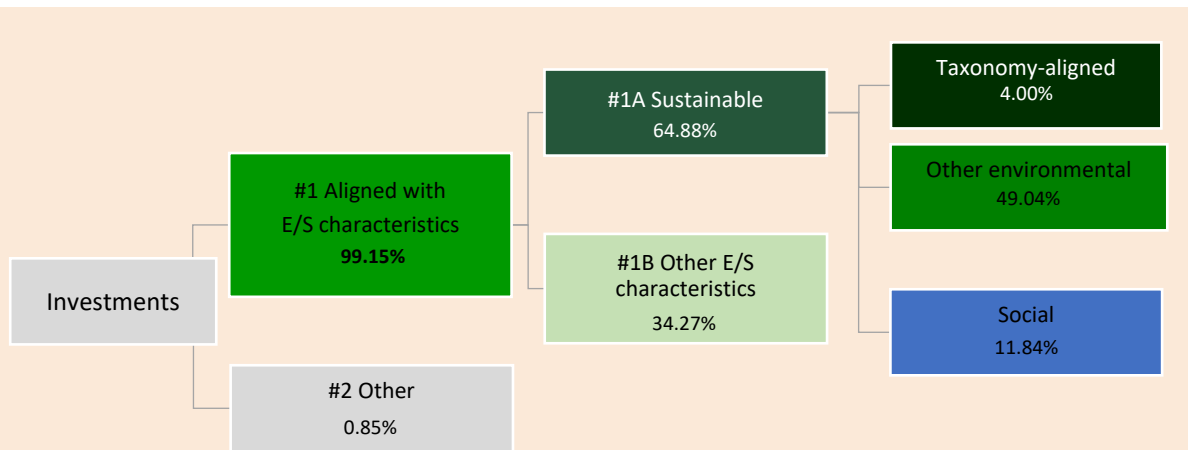 Investments
#1 Aligned with
E/S characteristics
99.15%
#2 Other
0.85%
#1A Sustainable
64.88%
#1B Other E/S
characteristics
34.27%
Taxonomy-aligned
4.00%
Other environmental
49.04%
Social
11.84%